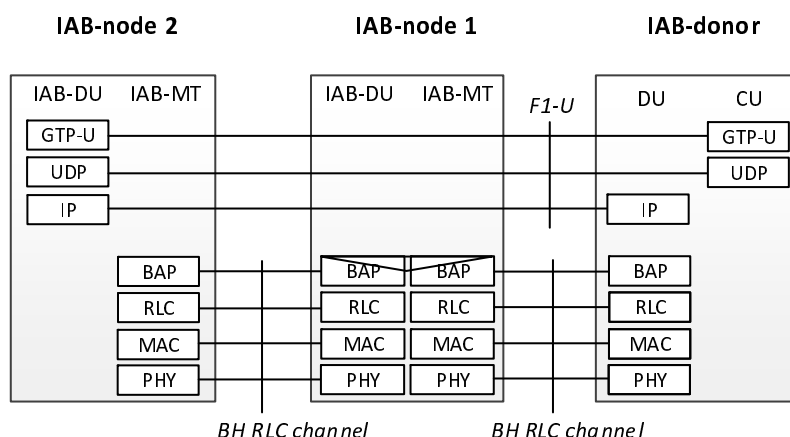 IAB-node 2 IAB-node 1 IAB-donor
IAB-DU IAB-MT IAB-DU IAB-MT F1-U DU CU
GTP-U GTP-U
UDP UDP
IP IP
BAP BAP BAP BAP
RLC RLC RLC RLC
MAC MAC MAC MAC
PHY PHY PHY PHY
BH RLC channel BH RLC channel